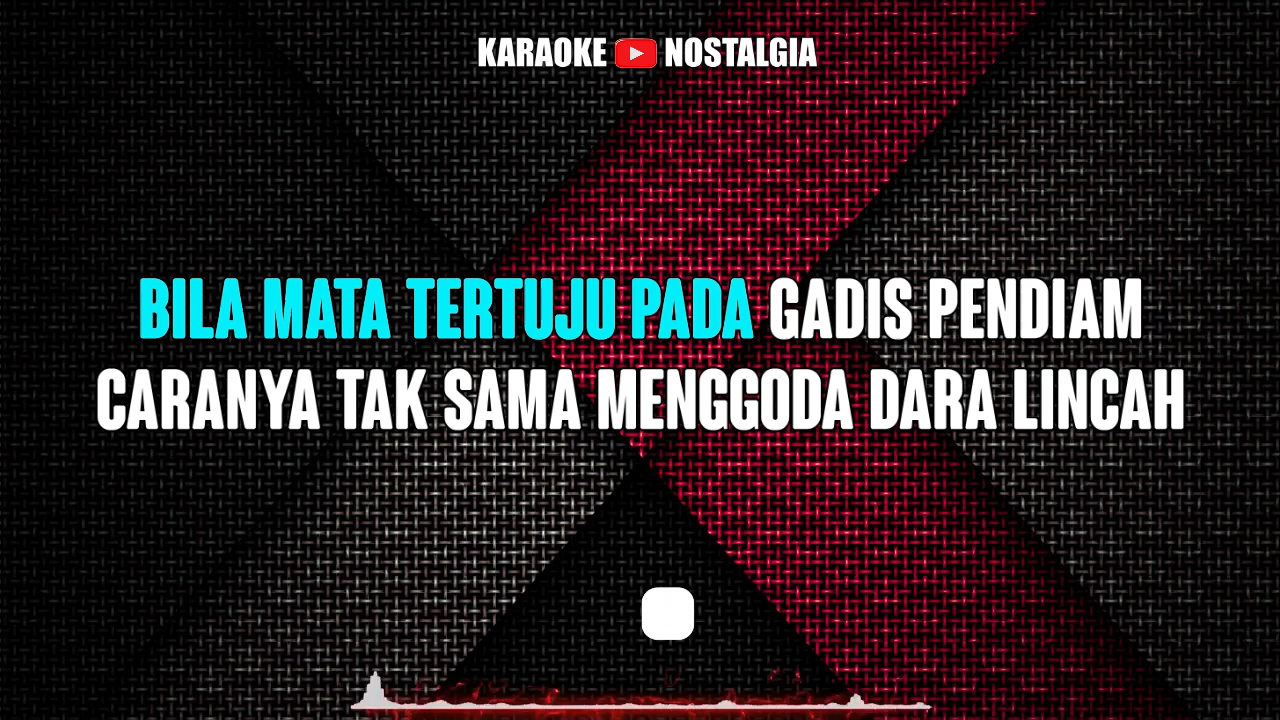 KARAOKE NOSTALGIA
BILA MATA TERTUJU PADA GADIS PENDIAM
CARANYA TAK SAMA MENGGODA DARA LINCAH